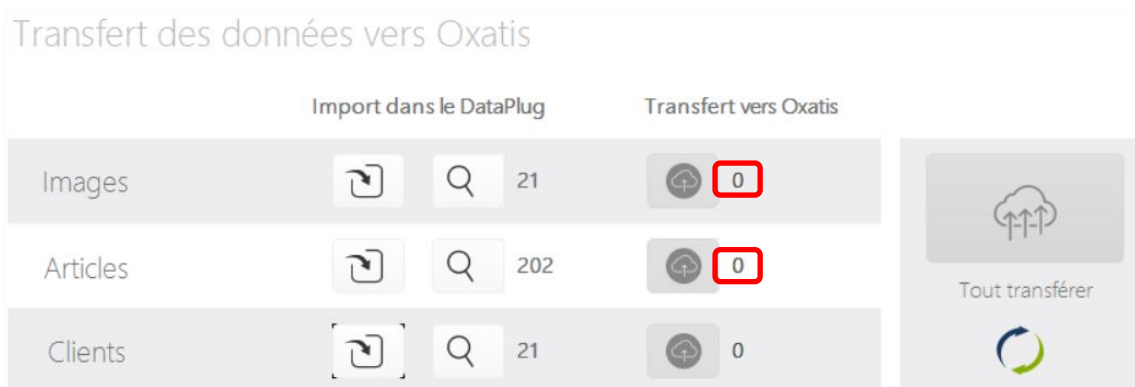 Transfert des données vers Oxatis
Import dans le DataPlug Transfert vers Oxatis
Images 21 0
Articles 202 0
Tout transférer
Clients 21 0